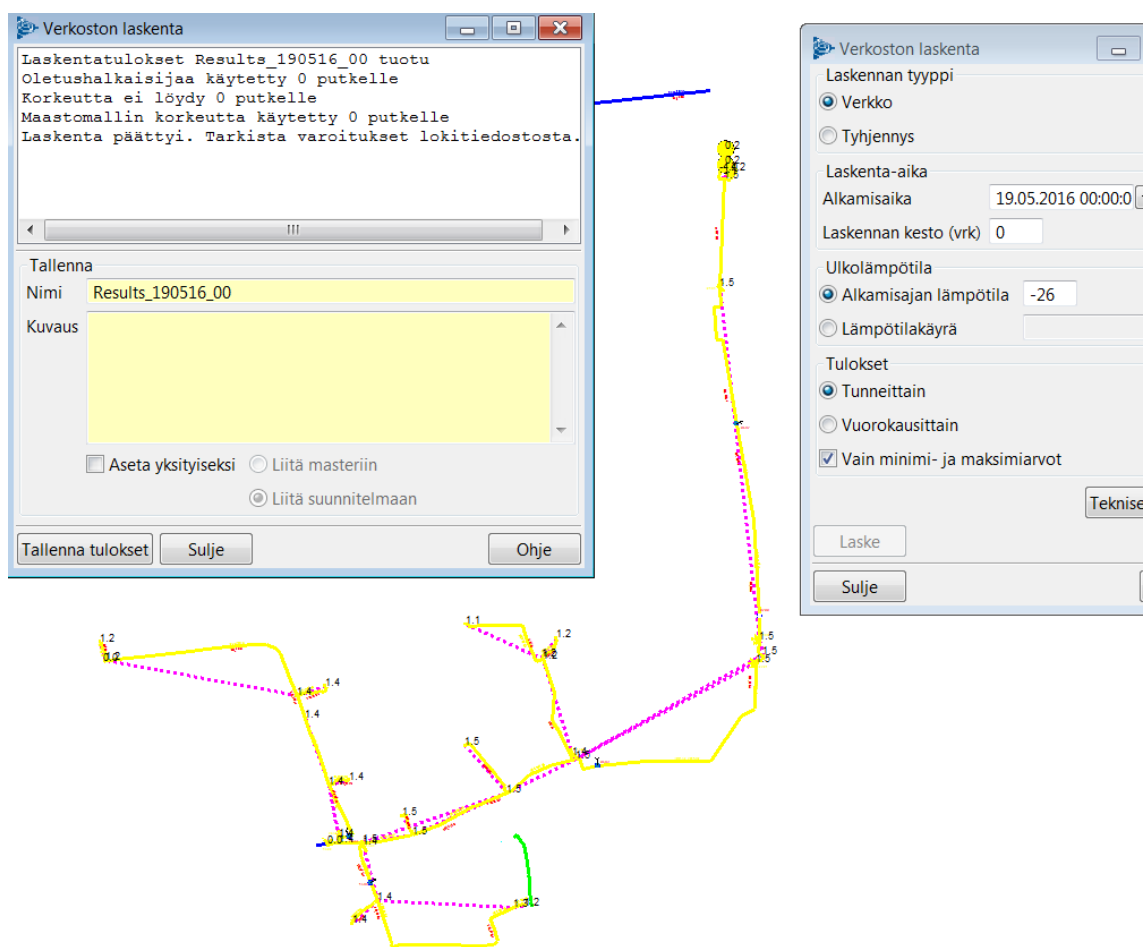 Verkoston laskenta
Laskentatulokset Results_190516_00 tuotu
Oletushalkaisijaa käytetty 0 putkelle
Korkeutta ei löydy 0 putkelle
Maastomallin korkeutta käytetty 0 putkelle
Laskenta päättyi. Tarkista varoitukset lokitiedostosta.
Tallenna
Nimi Results_190516_00
Kuvaus
Aseta yksityiseksi Liitä masteriin
Liitä suunnitelmaan
Tallenna tulokset Sulje Ohje
Verkoston laskenta
Laskennan tyyppi
Verkko
Tyhjennys
Laskenta-aika
Alkamisaika 19.05.2016 00:00:0
Laskennan kesto (vrk) 0
Ulkolämpötila
Alkamisajan lämpötila -26
Lämpötilakäyrä
Tulokset
Tunneittain
Vuorokausittain
Vain minimi- ja maksimiarvot
Teknise
Laske
Sulje
0.2
1.5
1.5
1.5
1.1
1.2
1.2
1.4
1.4
1.4
1.5
1.4
1.4
1.5
1.5
1.5
1.4